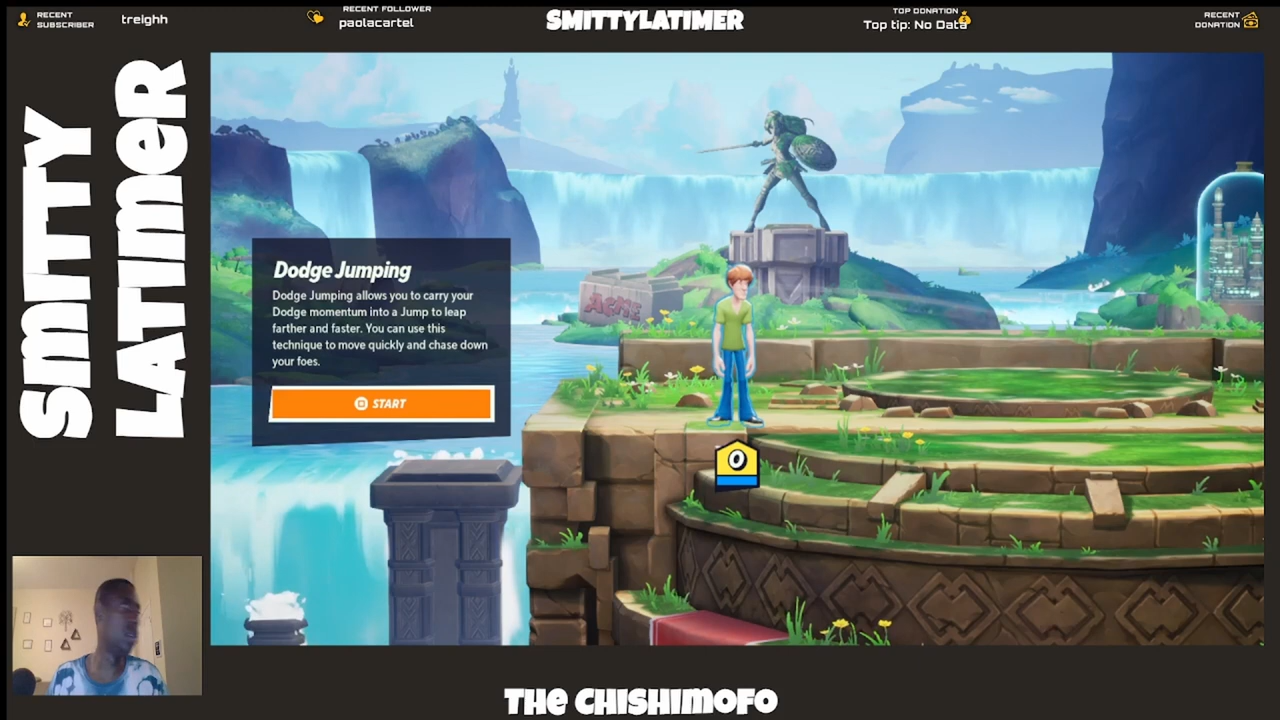 RECENT
SUBSCRIBER
treighh
RECENT FOLLOWER
paolacartel
SMITTYLATIMER
TOP DONATION
Top tip: No Data
RECENT
DONATION
SMITTY
LATIMER
ACME
Dodge Jumping
Dodge Jumping allows you to carry your
Dodge momentum into a Jump to leap
farther and faster. You can use this
technique to move quickly and chase down
your foes.
START
THE CHISHIMOFO